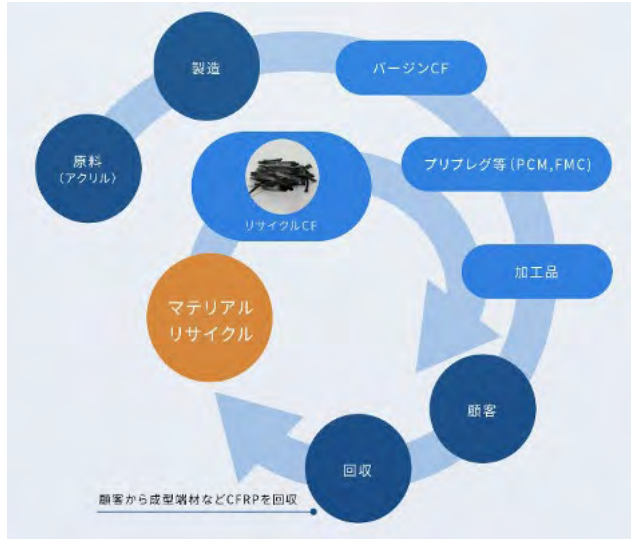 製造
バージンCF
原料
（アクリル）
プリプレグ等（PCM,FMC）
リサイクルCF
加工品
マテリアル
リサイクル
顧客
回収
顧客から成型端材などCFRPを回収